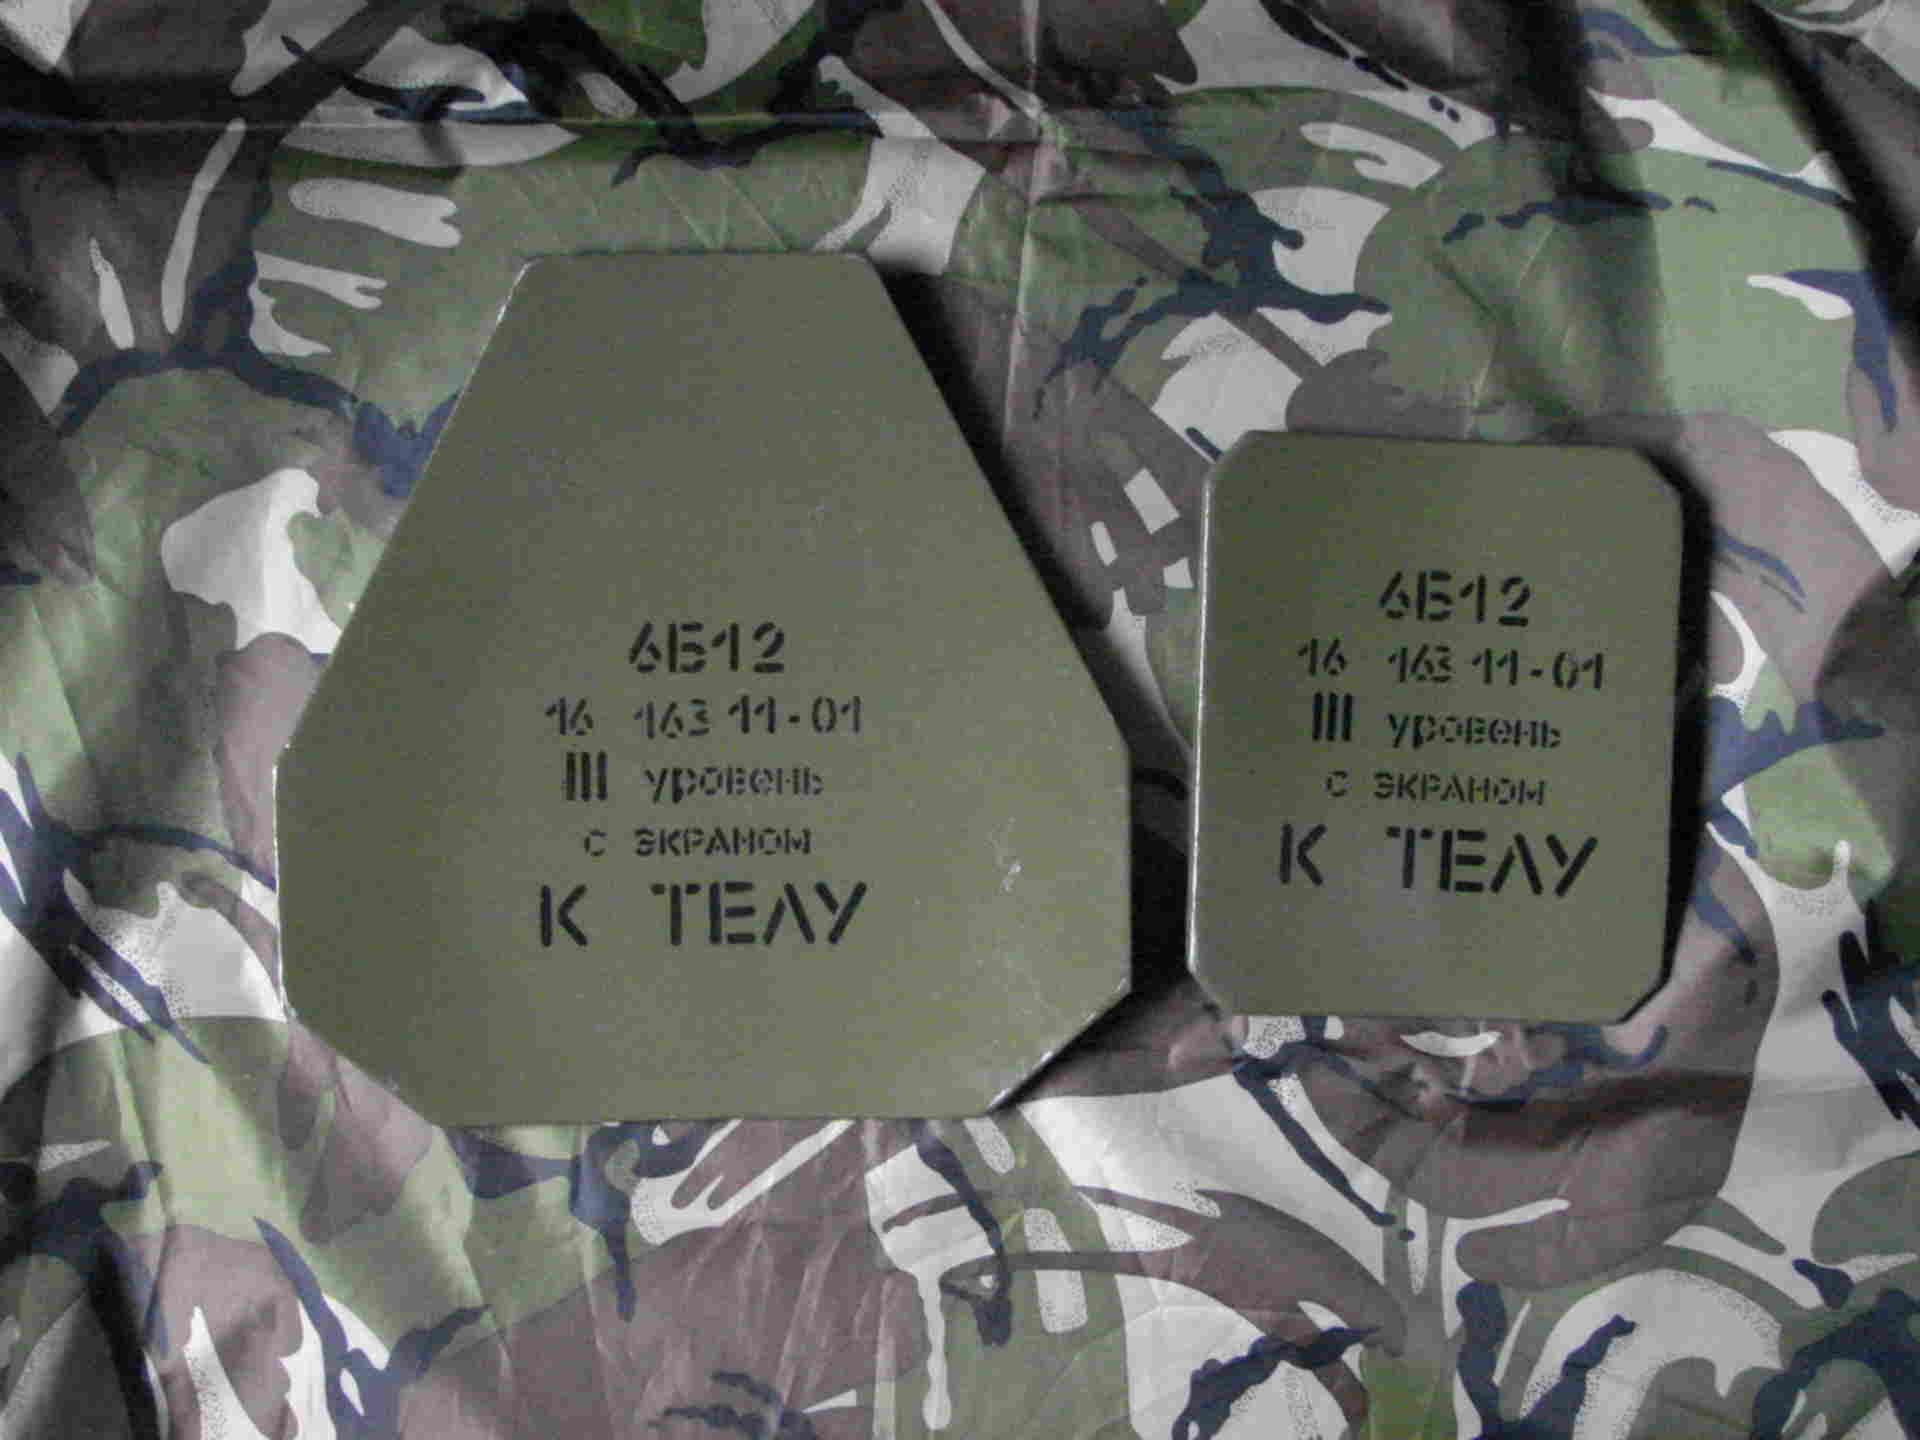 6Б12
16 163 11-01
III уровень
с ЭКРАНОМ
К ТЕЛУ
6Б12
16 163 11-01
III уровень
с ЭКРАНОМ
К ТЕЛУ